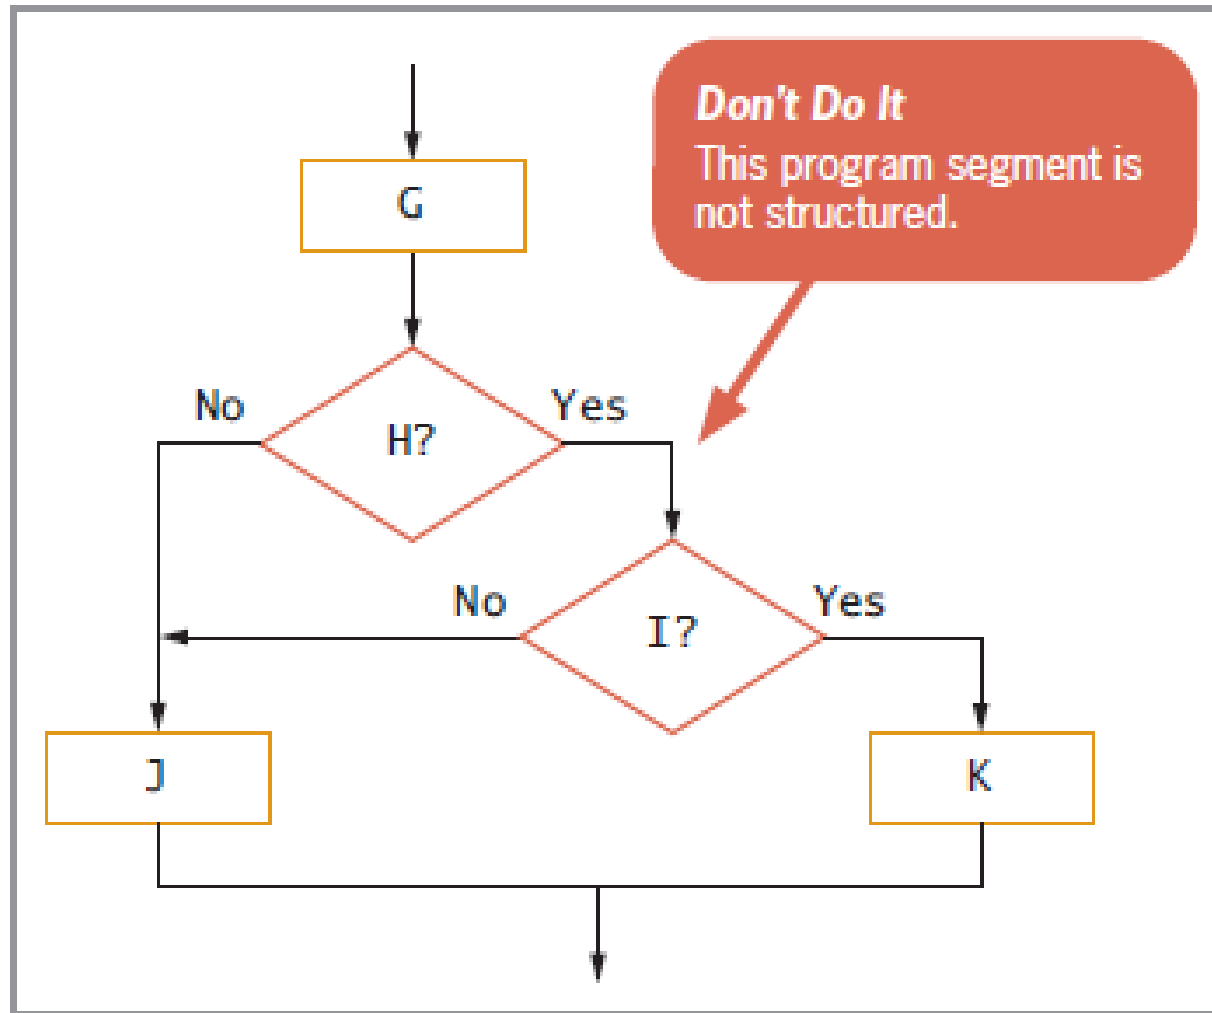 Don't Do It
This program segment is
not structured.
G
No
Yes
H?
No
Yes
I?
J
K